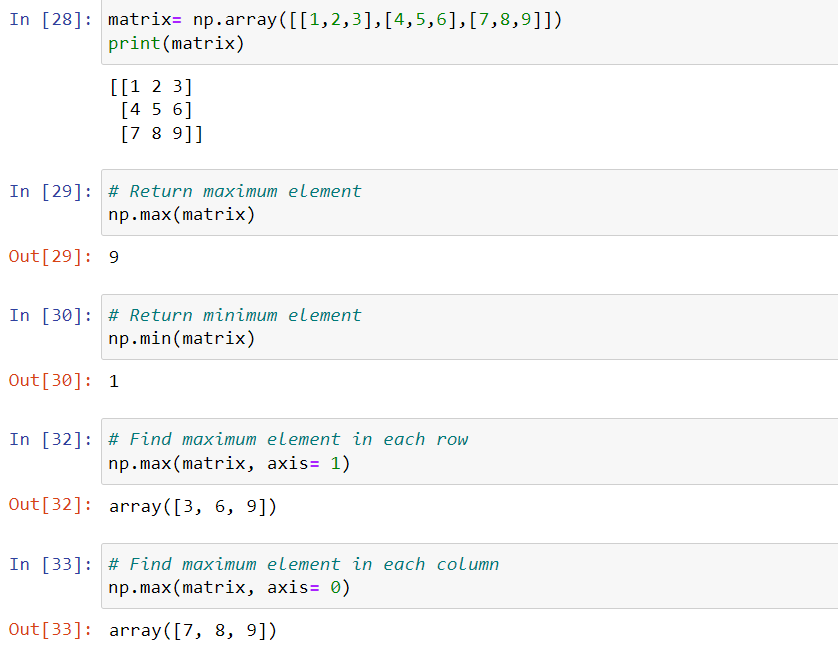 In [28]: matrix= np.array([[1,2,3],[4,5,6],[7,8,9]])
print(matrix)
[[1 2 3]
 [4 5 6]
 [7 8 9]]
In [29]: # Return maximum element
np.max(matrix)
Out[29]: 9
In [30]: # Return minimum element
np.min(matrix)
Out[30]: 1
In [32]: # Find maximum element in each row
np.max(matrix, axis= 1)
Out[32]: array([3, 6, 9])
In [33]: # Find maximum element in each column
np.max(matrix, axis= 0)
Out[33]: array([7, 8, 9])